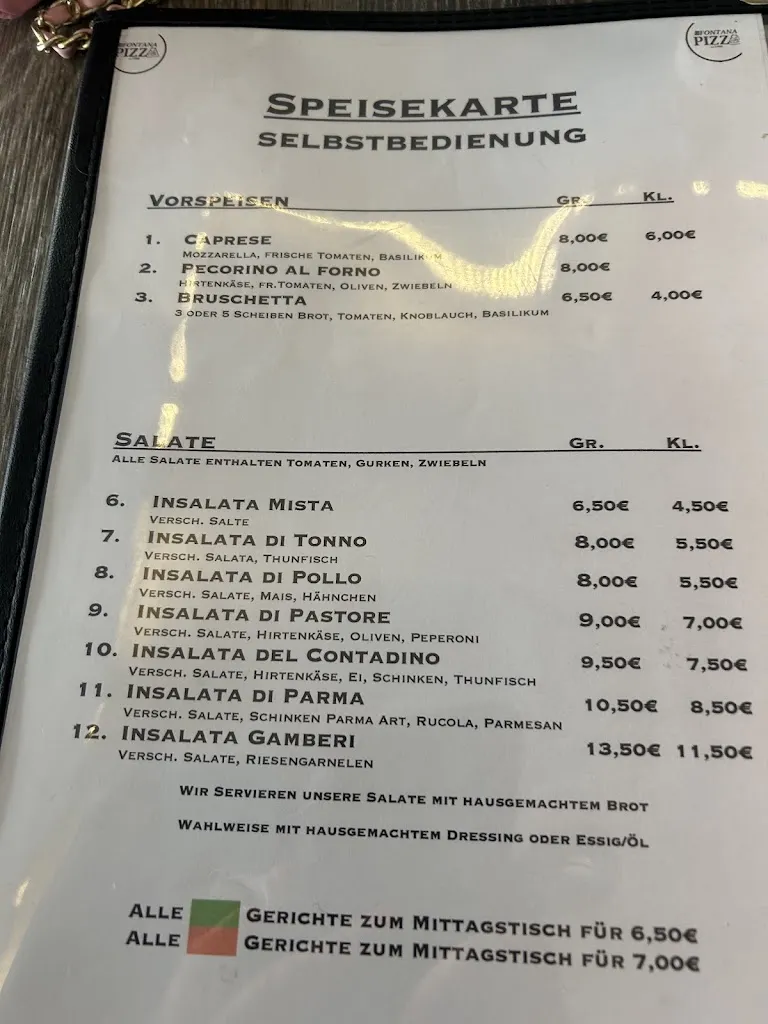 FONTANA
PIZZ
FONTANA
PIZZ
SPEISEKARTE
SELBSTBEDIENUNG
VORSPEISEN GR. KL.
1. CAPRESE 8,00€ 6,00€
MOZZARELLA, FRISCHE TOMATEN, BASILIKUM
2. PECORINO AL FORNO 8,00€
HIRTENKÄSE, FR.TOMATEN, OLIVEN, ZWIEBELN
3. BRUSCHETTA 6,50€ 4,00€
3 ODER 5 SCHEIBEN BROT, TOMATEN, KNOBLAUCH, BASILIKUM
SALATE GR. KL.
ALLE SALATE ENTHALTEN TOMATEN, GURKEN, ZWIEBELN
6. INSALATA MISTA 6,50€ 4,50€
VERSCH. SALTE
7. INSALATA DI TONNO 8,00€ 5,50€
VERSCH. SALATA, THUNFISCH
8. INSALATA DI POLLO 8,00€ 5,50€
VERSCH. SALATE, MAIS, HÄHNCHEN
9. INSALATA DI PASTORE 9,00€ 7,00€
VERSCH. SALATE, HIRTENKÄSE, OLIVEN, PEPERONI
10. INSALATA DEL CONTADINO 9,50€ 7,50€
VERSCH. SALATE, HIRTENKÄSE, EI, SCHINKEN, THUNFISCH
11. INSALATA DI PARMA 10,50€ 8,50€
VERSCH. SALATE, SCHINKEN PARMA ART, RUCOLA, PARMESAN
12. INSALATA GAMBERI 13,50€ 11,50€
VERSCH. SALATE, RIESENGARNELEN
WIR SERVIEREN UNSERE SALATE MIT HAUSGEMACHTEM BROT
WAHLWEISE MIT HAUSGEMACHTEM DRESSING ODER ESSIG/ÖL
ALLE GERICHTE ZUM MITTAGSTISCH FÜR 6,50€
ALLE GERICHTE ZUM MITTAGSTISCH FÜR 7,00€